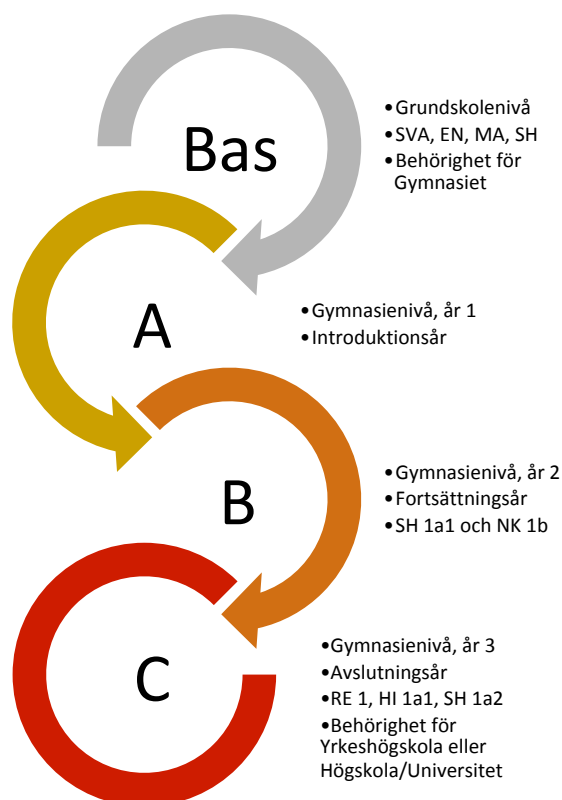 Bas
•Grundskolenivå
•SVA, EN, MA, SH
•Behörighet för
Gymnasiet
A
•Gymnasienivå, år 1
•Introduktionsår
B
•Gymnasienivå, år 2
•Fortsättningsår
•SH 1a1 och NK 1b
C
•Gymnasienivå, år 3
•Avslutningsår
•RE 1, HI 1a1, SH 1a2
•Behörighet för
Yrkeshögskola eller
Högskola/Universitet